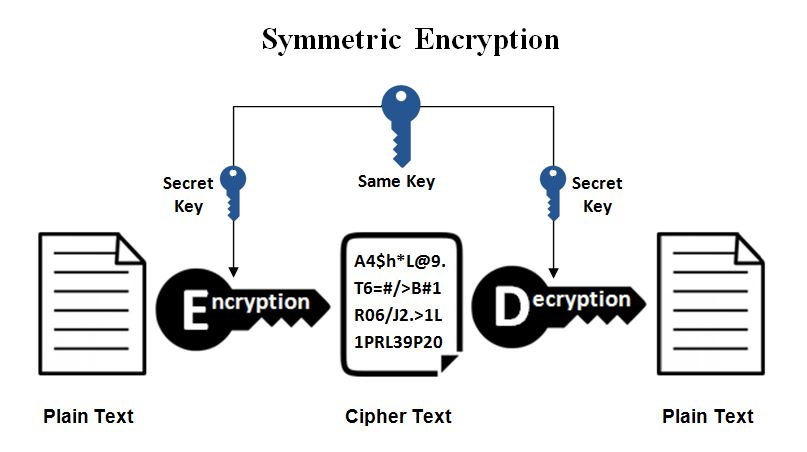 Symmetric Encryption
Same Key
Secret
Key
Secret
Key
Encryption
A4$h*L@9.
T6=#/>B#1
R06/J2.>1L
1PRL39P20
Decryption
Plain Text
Cipher Text
Plain Text